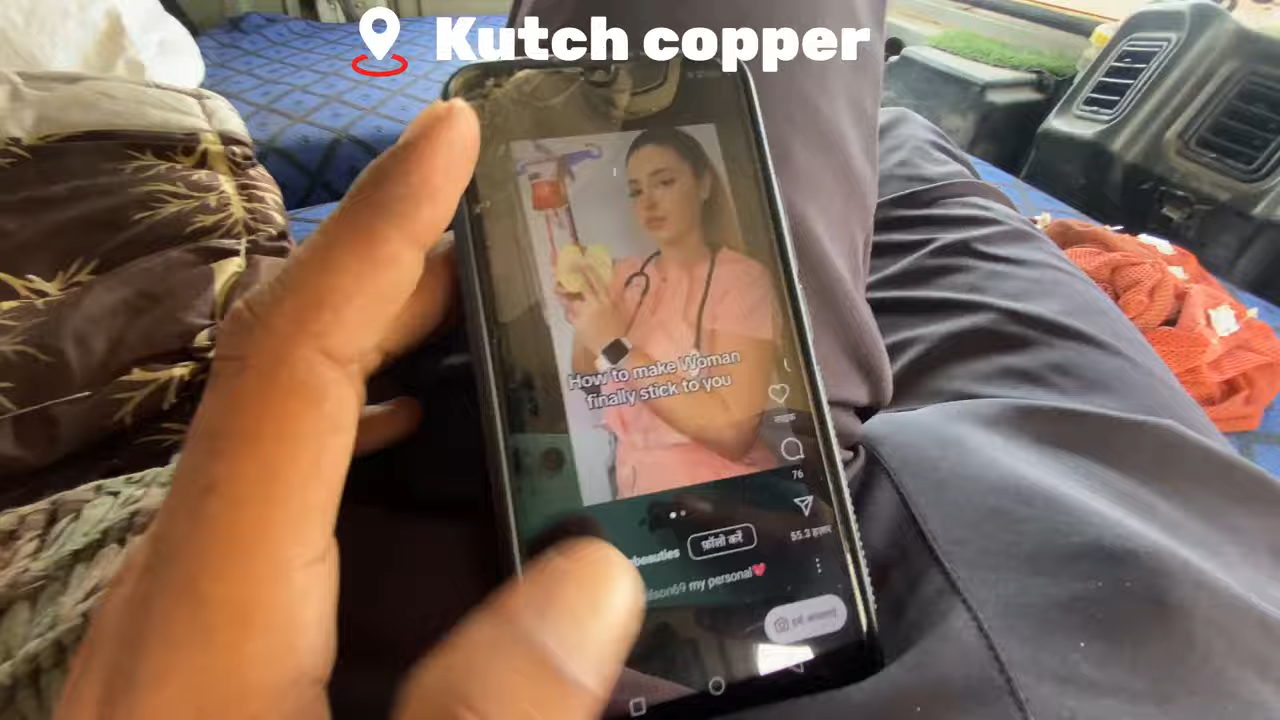 Kutch copper
How to make Woman
finally stick to you
76
55.3 हज़ार
beauties
फ़ॉलो करें
my personal